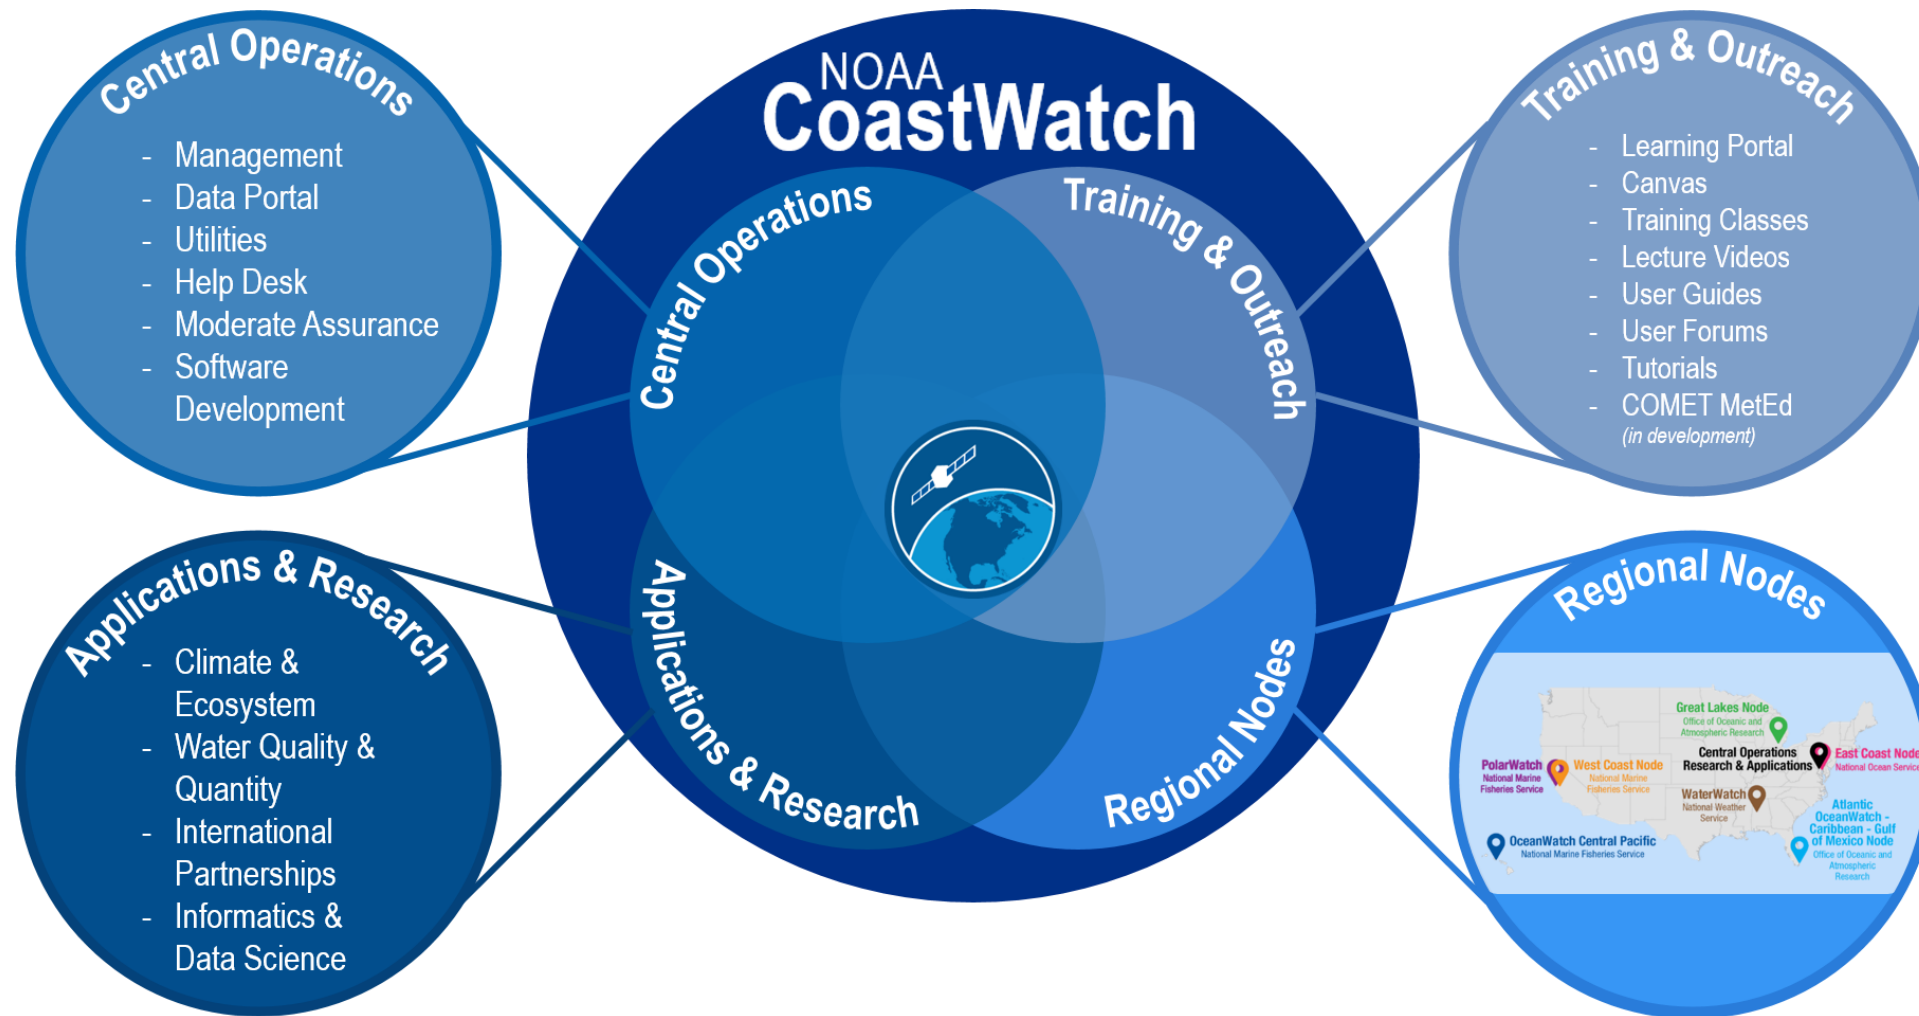 Central Operations
- Management
- Data Portal
- Utilities
- Help Desk
- Moderate Assurance
- Software
Development
NOAA
CoastWatch
Central Operations
Training & Outreach
Applications & Research
Regional Nodes
Training & Outreach
- Learning Portal
- Canvas
- Training Classes
- Lecture Videos
- User Guides
- User Forums
- Tutorials
- COMET MetEd
(in development)
Applications & Research
- Climate &
Ecosystem
- Water Quality &
Quantity
- International
Partnerships
- Informatics &
Data Science
Regional Nodes
Great Lakes Node
Office of Oceanic and
Atmospheric Research
Central Operations
Research & Applications
East Coast Node
National Ocean Service
PolarWatch
National Marine
Fisheries Service
West Coast Node
National Marine
Fisheries Service
WaterWatch
National Weather
Service
Atlantic
OceanWatch -
Caribbean - Gulf
of Mexico Node
Office of Oceanic and
Atmospheric
Research
OceanWatch Central Pacific
National Marine Fisheries Service